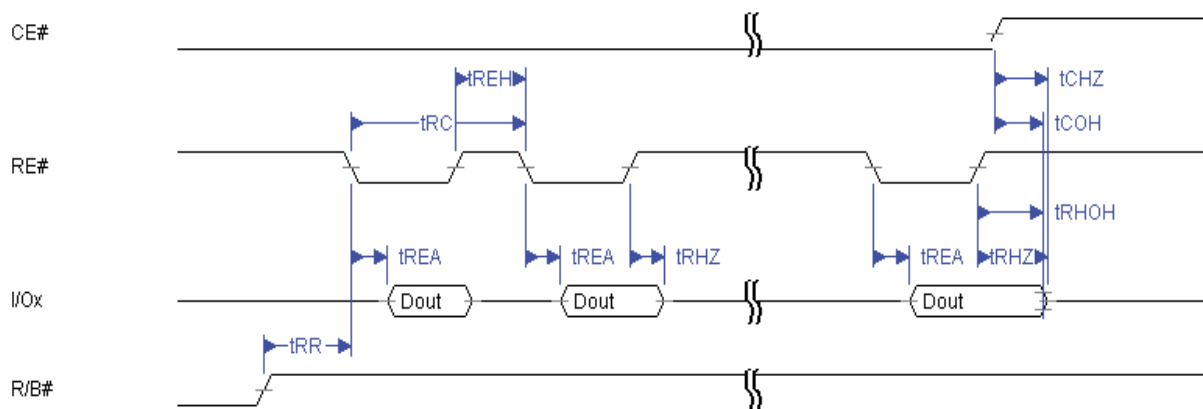 CE#
tREH
tCHZ
tRC
tCOH
RE#
tRHOH
tREA
tREA
tRHZ
tREA
tRHZ
I/Ox
Dout
Dout
Dout
tRR
R/B#